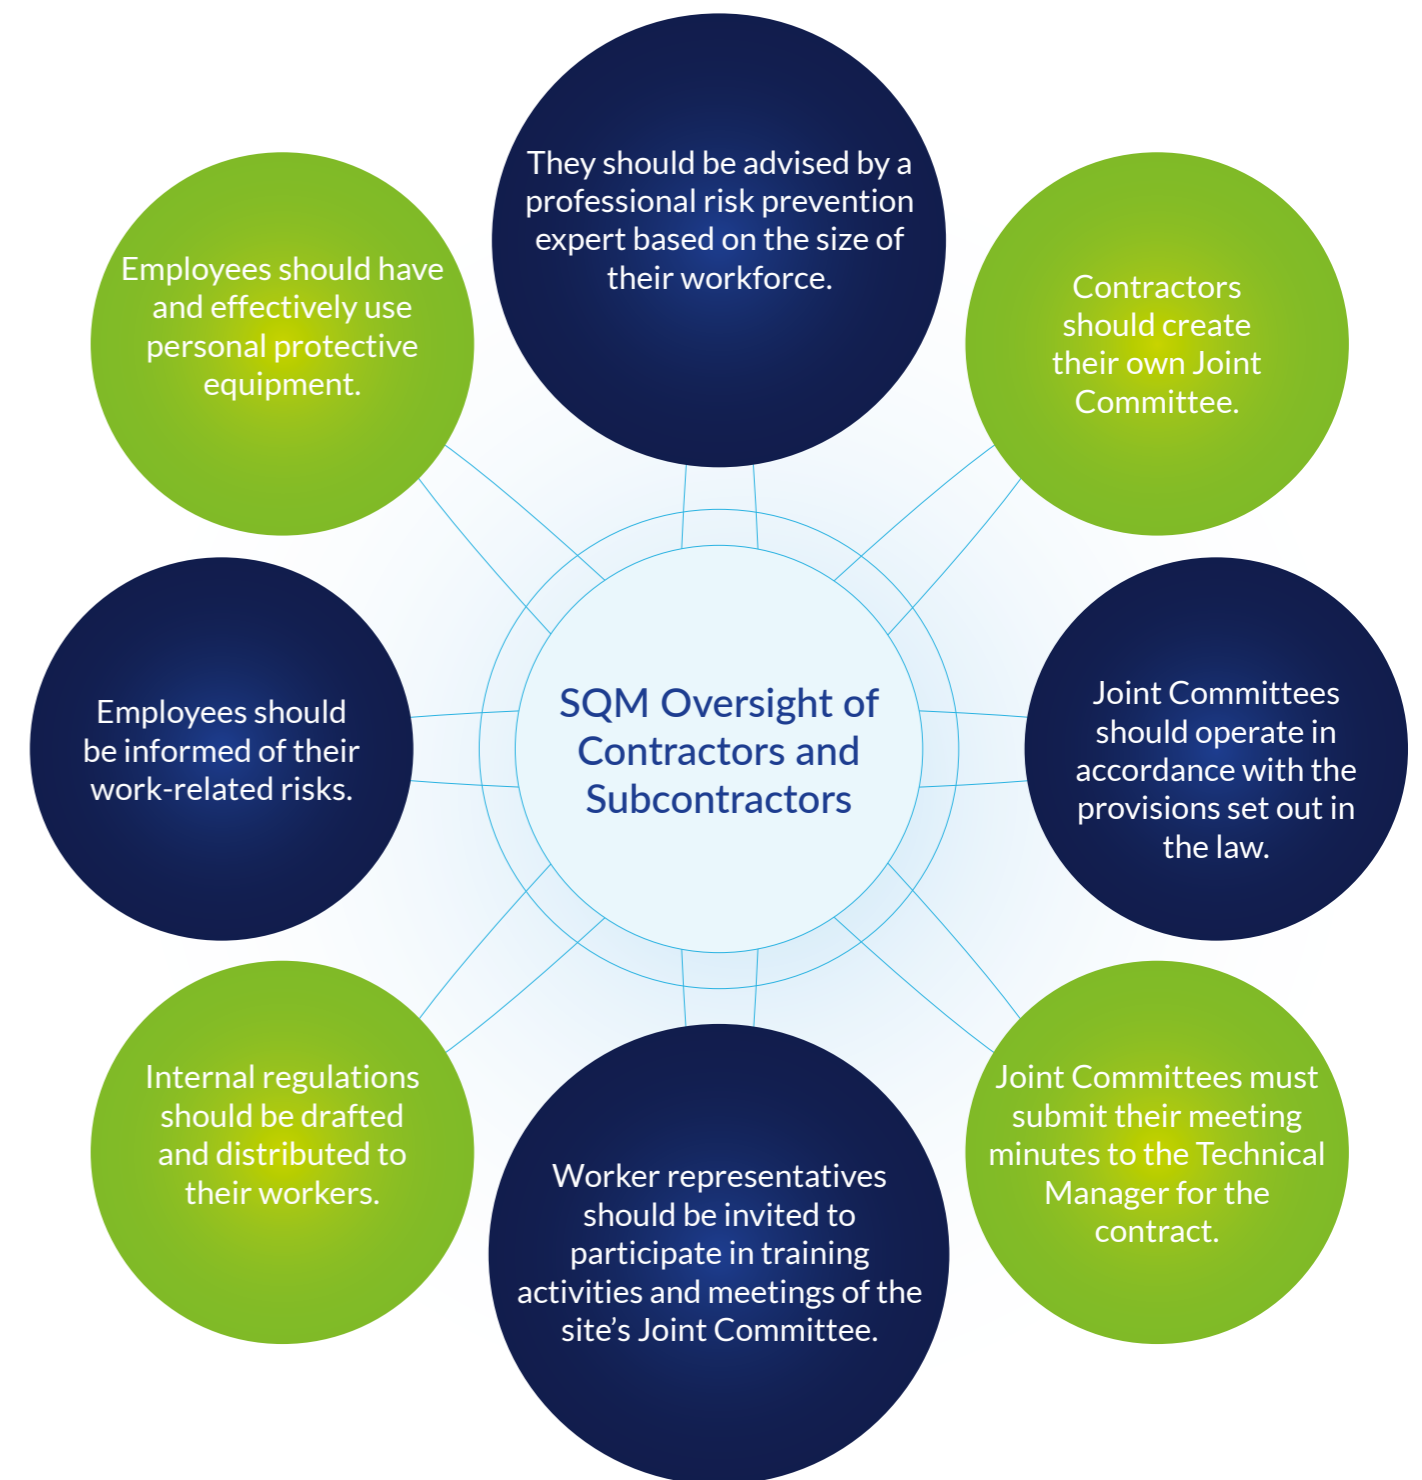 They should be advised by a
professional risk prevention
expert based on the size of
their workforce.
Employees should have
and effectively use
personal protective
equipment.
Contractors
should create
their own Joint
Committee.
SQM Oversight of
Contractors and
Subcontractors
Employees should
be informed of their
work-related risks.
Joint Committees
should operate in
accordance with the
provisions set out in
the law.
Internal regulations
should be drafted
and distributed to
their workers.
Joint Committees must
submit their meeting
minutes to the Technical
Manager for the
contract.
Worker representatives
should be invited to
participate in training
activities and meetings of the
site’s Joint Committee.